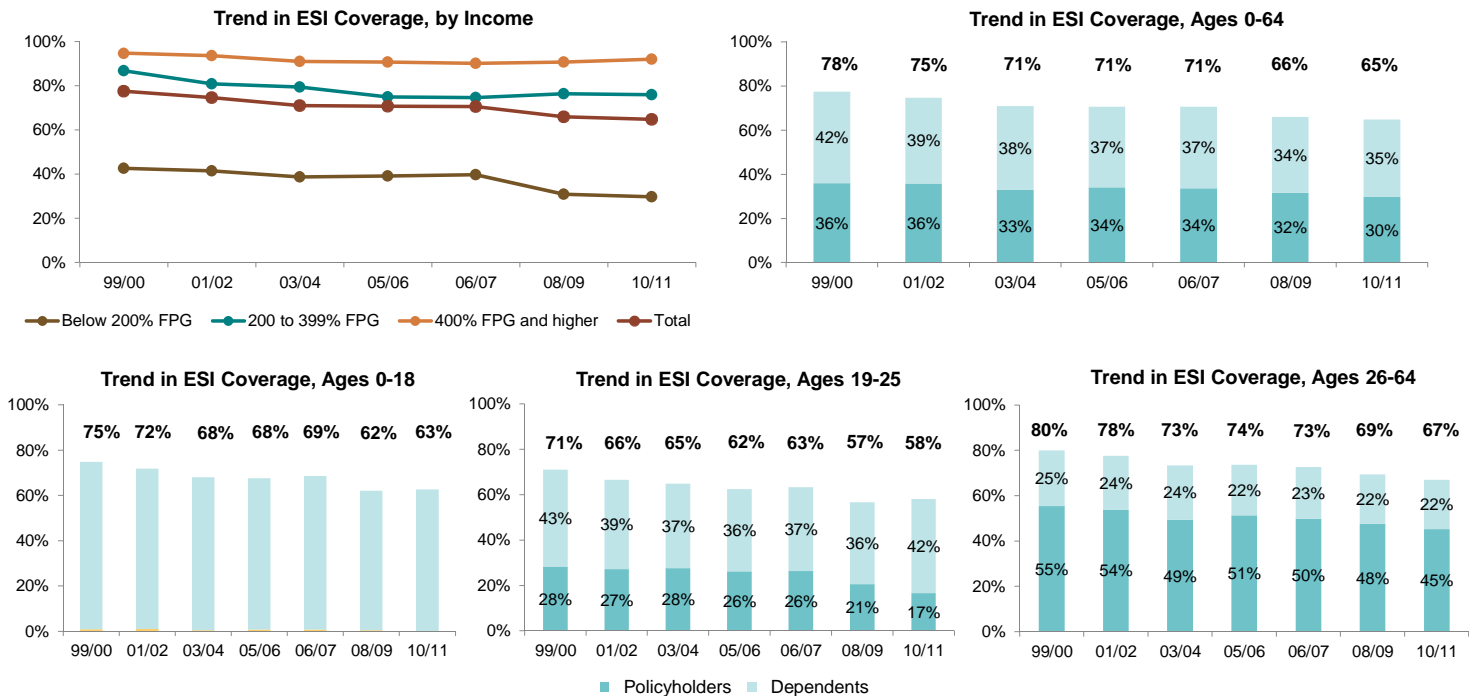 Trend in ESI Coverage, by Income
100%
80%
60%
40%
20%
0%
99/00 01/02 03/04 05/06 06/07 08/09 10/11
Below 200% FPG 200 to 399% FPG 400% FPG and higher Total
Trend in ESI Coverage, Ages 0-64
100%
80%
60%
40%
20%
0%
78% 75% 71% 71% 71% 66% 65%
42% 39% 38% 37% 37% 34% 35%
36% 36% 33% 34% 34% 32% 30%
99/00 01/02 03/04 05/06 06/07 08/09 10/11
Trend in ESI Coverage, Ages 0-18
100%
80%
60%
40%
20%
0%
75% 72% 68% 68% 69% 62% 63%
99/00 01/02 03/04 05/06 06/07 08/09 10/11
Trend in ESI Coverage, Ages 19-25
100%
80%
60%
40%
20%
0%
71% 66% 65% 62% 63% 57% 58%
43% 39% 37% 36% 37% 36% 42%
28% 27% 28% 26% 26% 21% 17%
99/00 01/02 03/04 05/06 06/07 08/09 10/11
Trend in ESI Coverage, Ages 26-64
100%
80%
60%
40%
20%
0%
80% 78% 73% 74% 73% 69% 67%
25% 24% 24% 22% 23% 22% 22%
55% 54% 49% 51% 50% 48% 45%
99/00 01/02 03/04 05/06 06/07 08/09 10/11
Policyholders Dependents